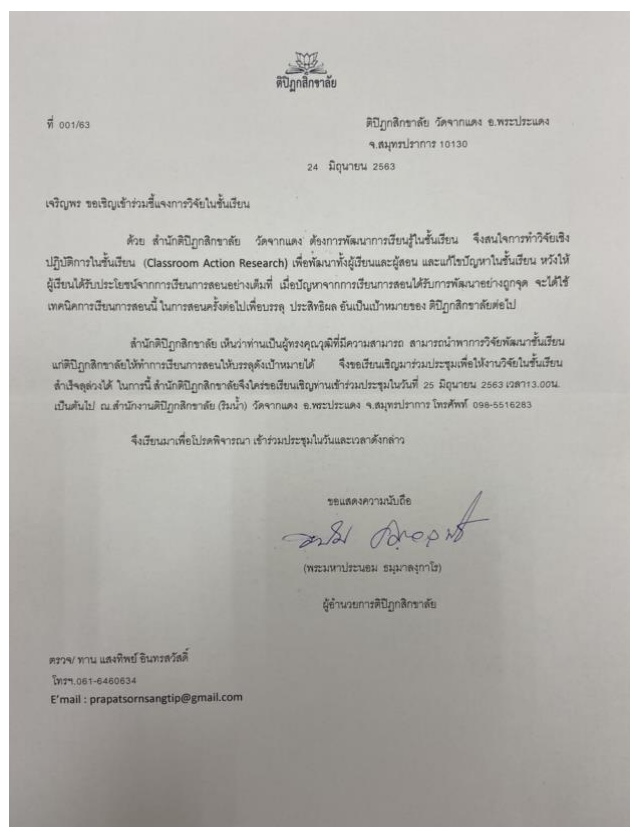 ติปิฏกสิกขาลัย
ที่ 001/63
ติปิฏกสิกขาลัย วัดจากแดง อ.พระประแดง
จ.สมุทรปราการ 10130
24 มิถุนายน 2563
เจริญพร ขอเชิญเข้าร่วมชี้แจงการวิจัยในชั้นเรียน
ด้วย สำนักติปิฏกสิกขาลัย วัดจากแดง ต้องการพัฒนาการเรียนรู้ในชั้นเรียน จึงสนใจการทำวิจัยเชิง
ปฏิบัติการในชั้นเรียน (Classroom Action Research) เพื่อพัฒนาทั้งผู้เรียนและผู้สอน และแก้ไขปัญหาในชั้นเรียน หวังให้
ผู้เรียนได้รับประโยชน์จากการเรียนการสอนอย่างเต็มที่ เมื่อปัญหาจากการเรียนการสอนได้รับการพัฒนาอย่างถูกจุด จะได้ใช้
เทคนิคการเรียนการสอนนี้ ในการสอนครั้งต่อไปเพื่อบรรลุ ประสิทธิผล อันเป็นเป้าหมายของ ติปิฏกสิกขาลัยต่อไป
สำนักติปิฏกสิกขาลัย เห็นว่าท่านเป็นผู้ทรงคุณวุฒิที่มีความสามารถ สามารถนำพาการวิจัยพัฒนาชั้นเรียน
แก่ติปิฏกสิกขาลัยให้ทำการเรียนการสอนให้บรรลุดังเป้าหมายได้ จึงขอเรียนเชิญมาร่วมประชุมเพื่อให้งานวิจัยในชั้นเรียน
สำเร็จลุล่วงได้ ในการนี้ สำนักติปิฏกสิกขาลัยจึงใคร่ขอเรียนเชิญท่านเข้าร่วมประชุมในวันที่ 25 มิถุนายน 2563 เวลา13.00น.
เป็นต้นไป ณ.สำนักงานติปิฏกสิกขาลัย (ริมน้ำ) วัดจากแดง อ.พระประแดง จ.สมุทรปราการ โทรศัพท์ 098-5516283
จึงเรียนมาเพื่อโปรดพิจารณา เข้าร่วมประชุมในวันและเวลาดังกล่าว
ขอแสดงความนับถือ
(พระมหาประนอม ธมฺมาลงฺกาโร)
ผู้อำนวยการติปิฏกสิกขาลัย
ตรวจ/ ทาน แสงทิพย์ อินทรสวัสดิ์
โทรฯ.061-6460634
E'mail : prapatsornsangtip@gmail.com